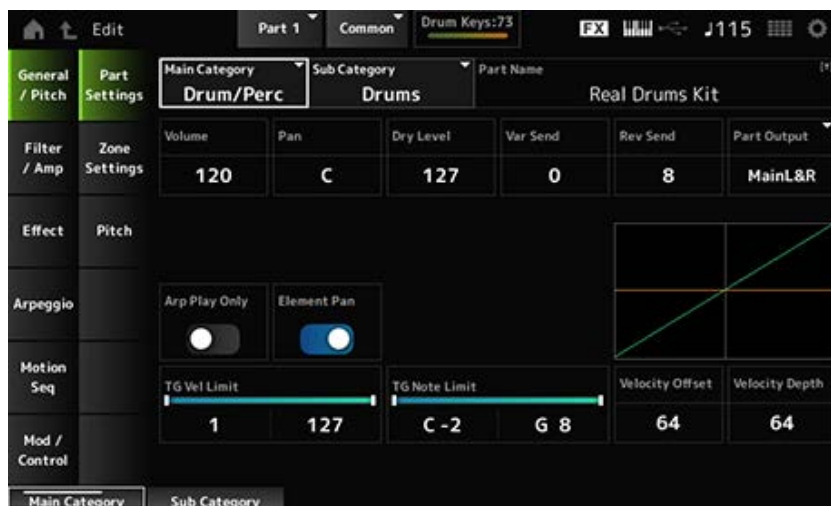 Edit
Part 1
Common
Drum Keys:73
FX
♩115
General / Pitch
Part Settings
Main Category
Drum/Perc
Sub Category
Drums
Part Name
Real Drums Kit
Filter / Amp
Zone Settings
Volume
120
Pan
C
Dry Level
127
Var Send
0
Rev Send
8
Part Output
MainL&R
Effect
Pitch
Arpeggio
Arp Play Only
Element Pan
Motion Seq
TG Vel Limit
1
127
TG Note Limit
C -2
G 8
Velocity Offset
64
Velocity Depth
64
Mod / Control
Main Category
Sub Category